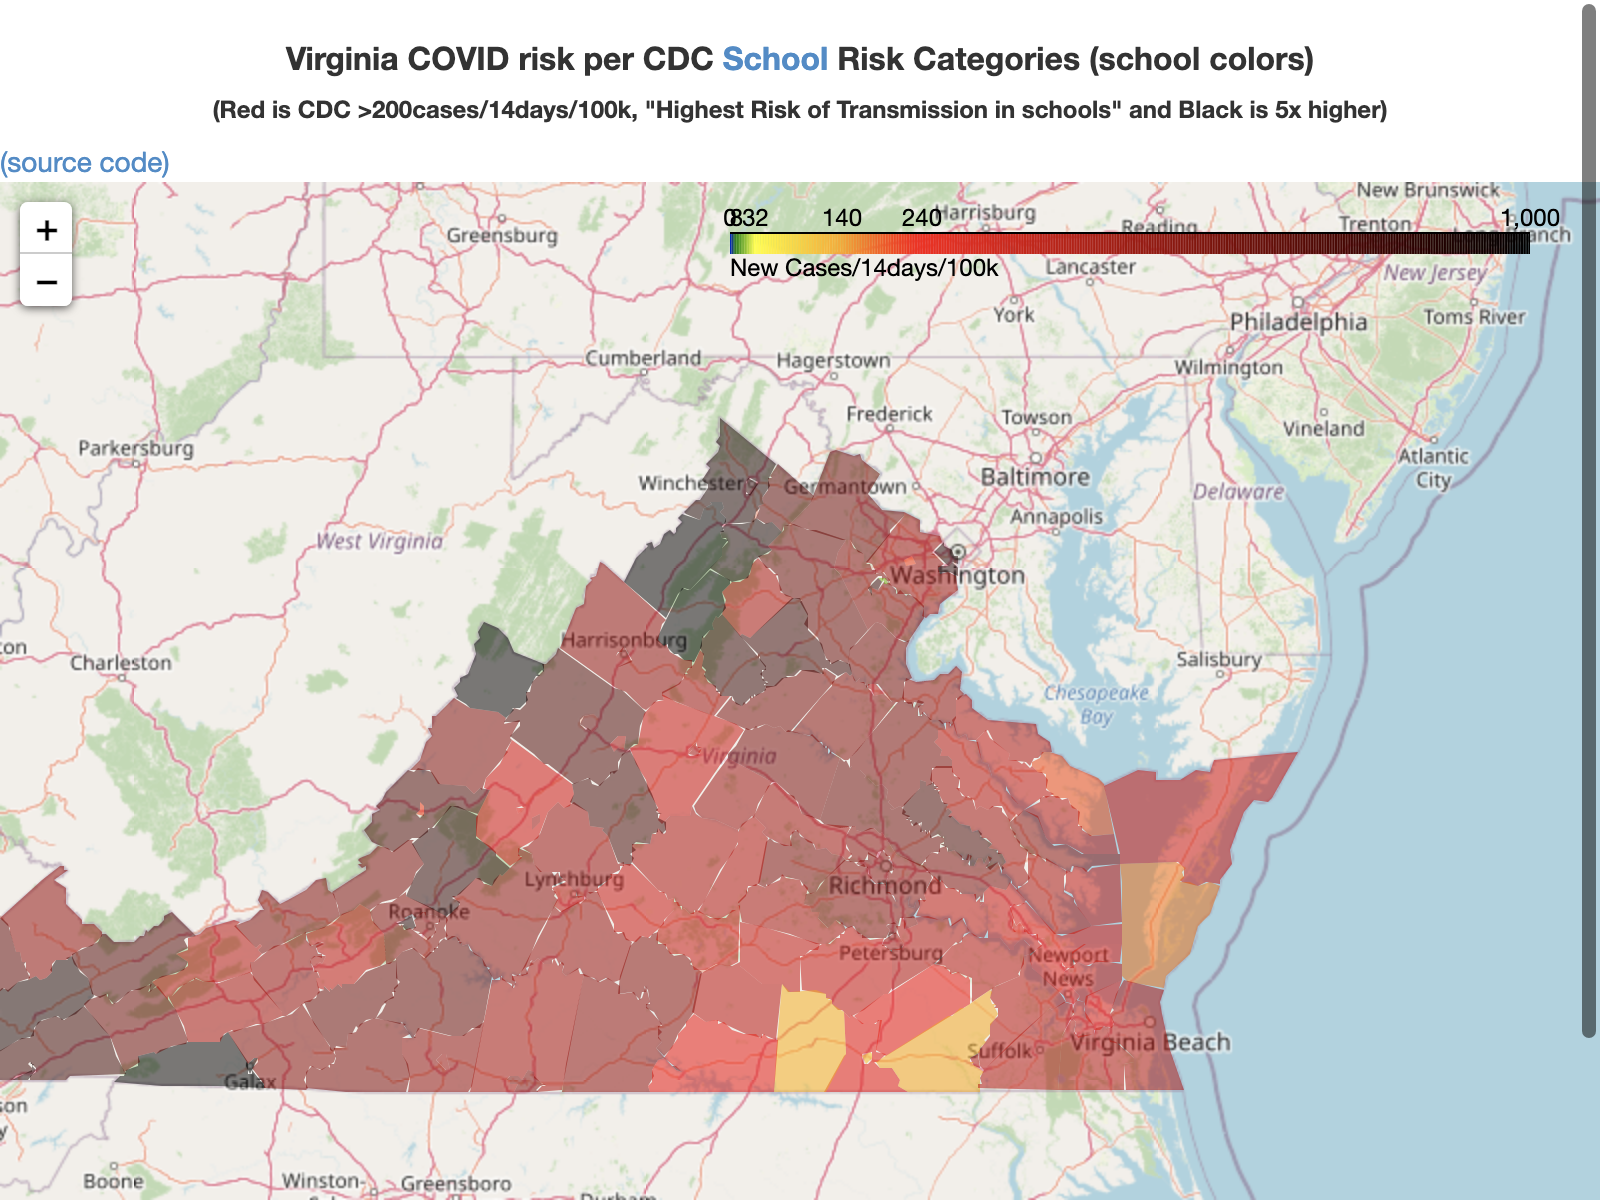 Virginia COVID risk per CDC School Risk Categories (school colors)
(Red is CDC >200cases/14days/100k, "Highest Risk of Transmission in schools" and Black is 5x higher)
(source code)
+
−
0832 140 240 1,000
New Cases/14days/100k
New Brunswick
Harrisburg
Reading
Trenton
Greensburg
Lancaster
New Jersey
York
Philadelphia
Toms River
Cumberland
Hagerstown
Wilmington
Frederick
Towson
Vineland
Parkersburg
Baltimore
Atlantic
City
Winchester
Germantown
Delaware
Annapolis
West Virginia
Washington
Harrisonburg
Charleston
Salisbury
Chesapeake
Bay
Virginia
Lynchburg
Richmond
Roanoke
Petersburg
Newport
News
Virginia Beach
Suffolk
Galax
Boone
Winston-
Greensboro
Durham